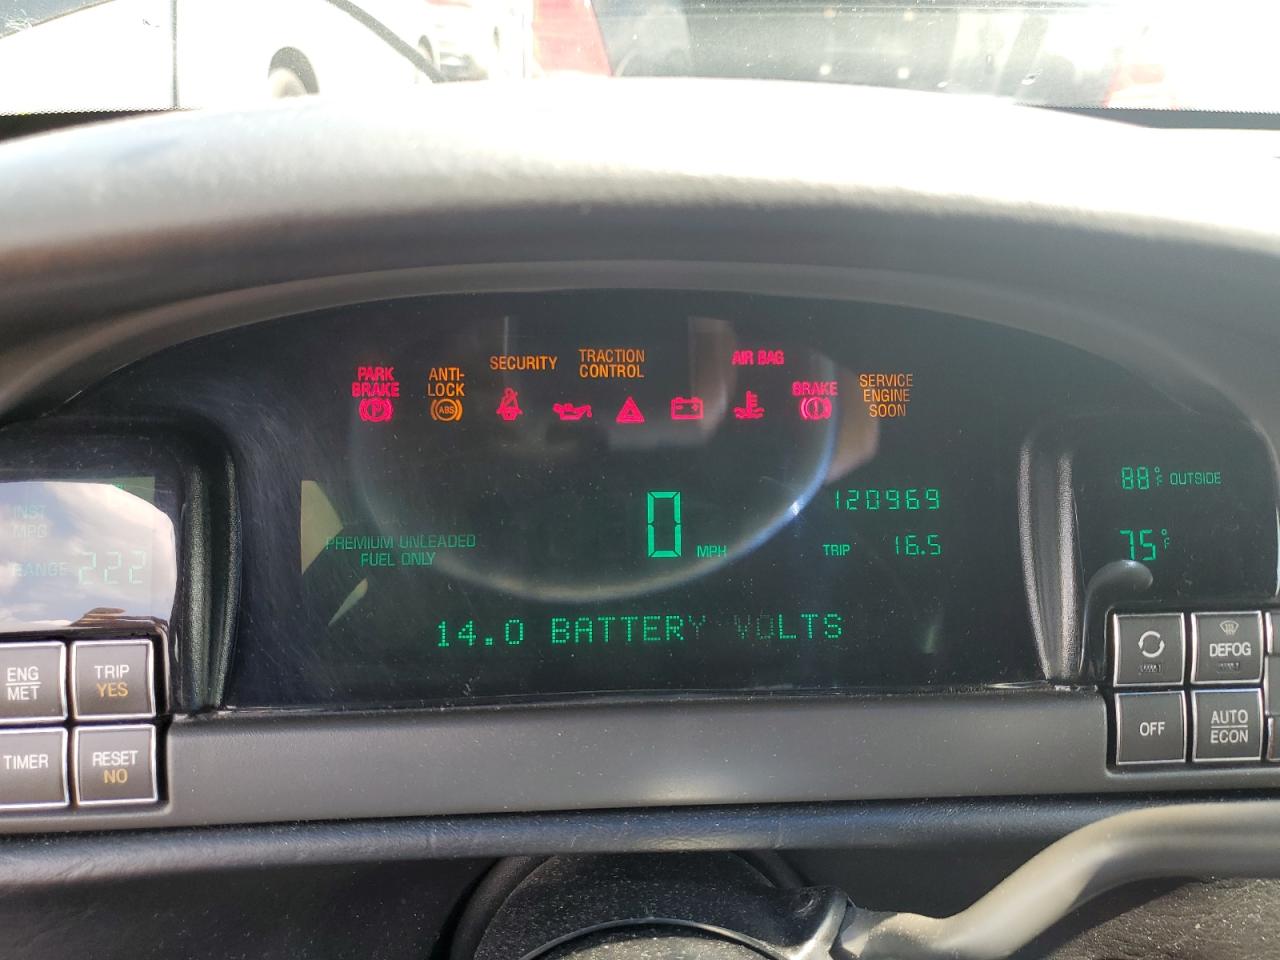 PARK
BRAKE
P
ANTI-
LOCK
ABS
SECURITY
TRACTION
CONTROL
AIR BAG
BRAKE
SERVICE
ENGINE
SOON
INST
MPG
RANGE 222
PREMIUM UNLEADED
FUEL ONLY
0 MPH
120969
TRIP 16.5
14.0 BATTERY VOLTS
88°F OUTSIDE
75°F
ENG
MET
TRIP
YES
TIMER
RESET
NO
DEFOG
OFF
AUTO
ECON